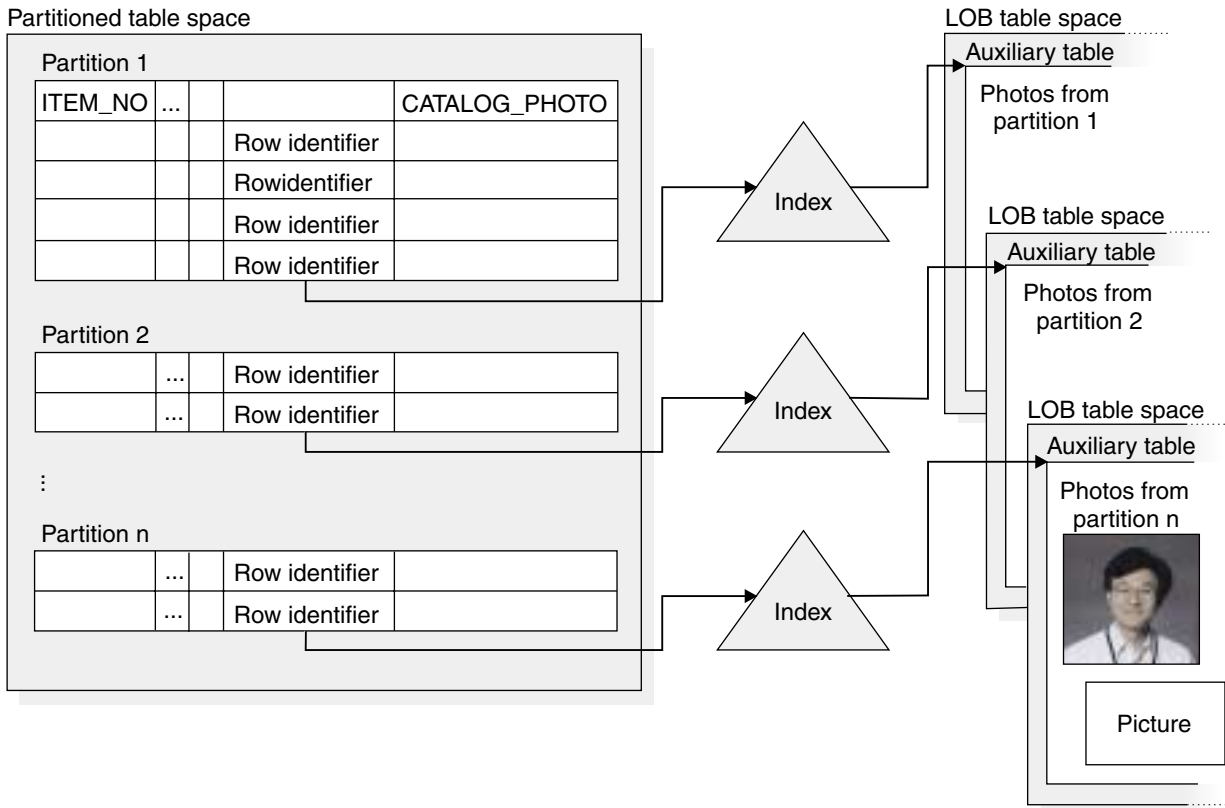 Partitioned table space
Partition 1
ITEM_NO ... CATALOG_PHOTO
Row identifier
Rowidentifier
Row identifier
Row identifier
Partition 2
... Row identifier
... Row identifier
...
Partition n
... Row identifier
... Row identifier
Index
Index
Index
LOB table space
Auxiliary table
Photos from
partition 1
LOB table space
Auxiliary table
Photos from
partition 2
LOB table space
Auxiliary table
Photos from
partition n
Picture